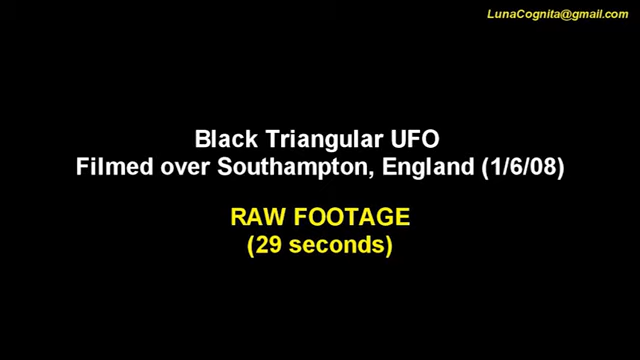 LunaCognita@gmail.com
Black Triangular UFO
Filmed over Southampton, England (1/6/08)
RAW FOOTAGE
(29 seconds)